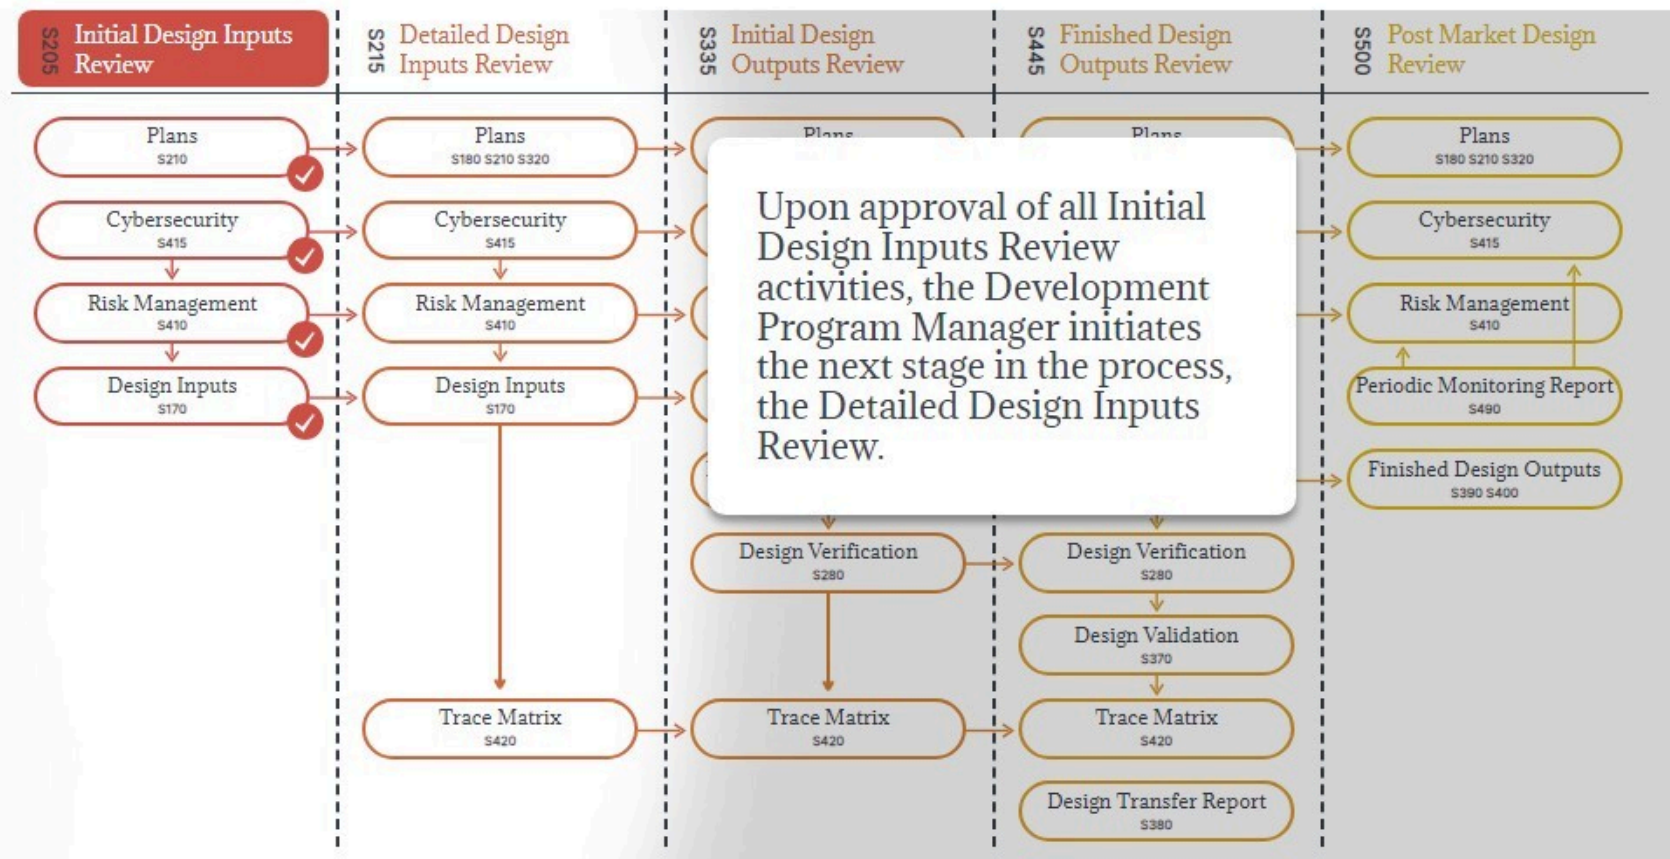 S205
Initial Design Inputs
Review
S215
Detailed Design
Inputs Review
S335
Initial Design
Outputs Review
S445
Finished Design
Outputs Review
S500
Post Market Design
Review
Plans
S210
Cybersecurity
S415
Risk Management
S410
Design Inputs
S170
Plans
S180 S210 S320
Cybersecurity
S415
Risk Management
S410
Design Inputs
S170
Trace Matrix
S420
Plans
Design Verification
S280
Trace Matrix
S420
Plans
Design Verification
S280
Design Validation
S370
Trace Matrix
S420
Design Transfer Report
S380
Plans
S180 S210 S320
Cybersecurity
S415
Risk Management
S410
Periodic Monitoring Report
S490
Finished Design Outputs
S390 S400
Upon approval of all Initial
Design Inputs Review
activities, the Development
Program Manager initiates
the next stage in the process,
the Detailed Design Inputs
Review.